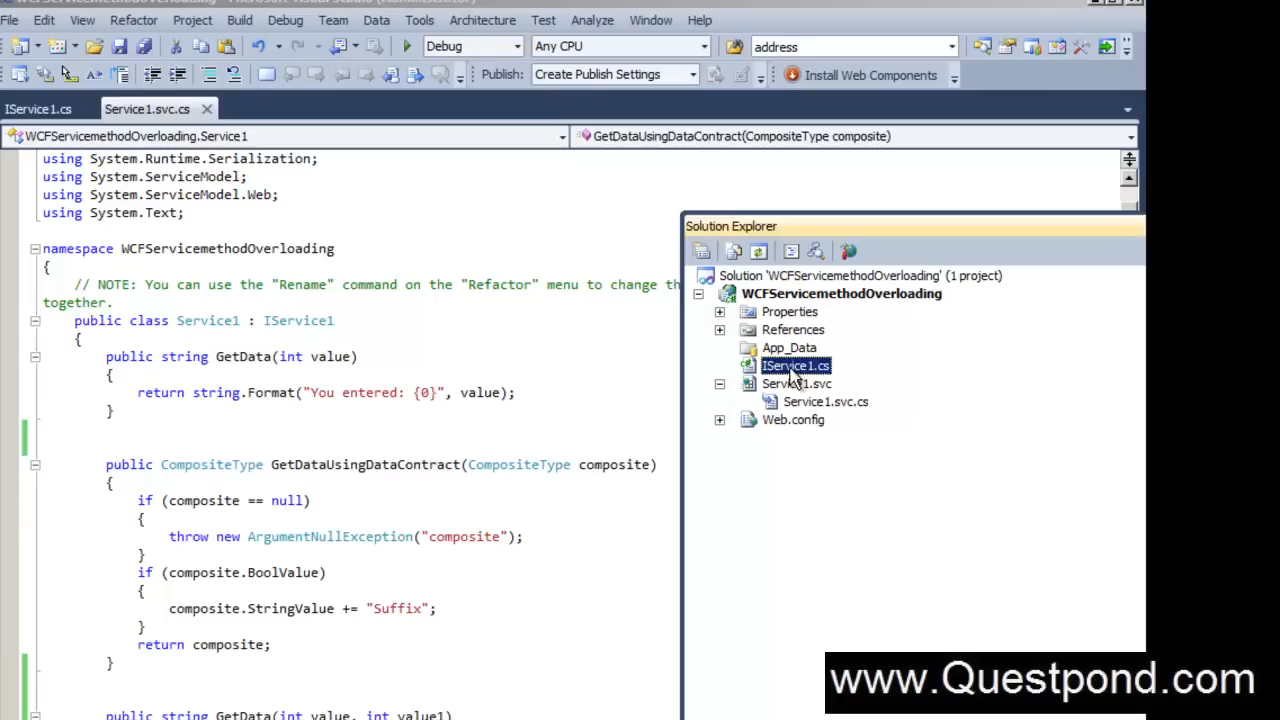 File Edit View Refactor Project Build Debug Team Data Tools Architecture Test Analyze Window Help
Debug Any CPU address
Publish: Create Publish Settings Install Web Components
IService1.cs Service1.svc.cs
WCFServicemethodOverloading.Service1 GetDataUsingDataContract(CompositeType composite)
using System.Runtime.Serialization;
using System.ServiceModel;
using System.ServiceModel.Web;
using System.Text;
namespace WCFServicemethodOverloading
{
// NOTE: You can use the "Rename" command on the "Refactor" menu to change th
together.
public class Service1 : IService1
{
public string GetData(int value)
{
return string.Format("You entered: {0}", value);
}
public CompositeType GetDataUsingDataContract(CompositeType composite)
{
if (composite == null)
{
throw new ArgumentNullException("composite");
}
if (composite.BoolValue)
{
composite.StringValue += "Suffix";
}
return composite;
}
public string GetData(int value, int value1)
Solution Explorer
Solution 'WCFServicemethodOverloading' (1 project)
WCFServicemethodOverloading
Properties
References
App_Data
IService1.cs
Service1.svc
Service1.svc.cs
Web.config
www.Questpond.com